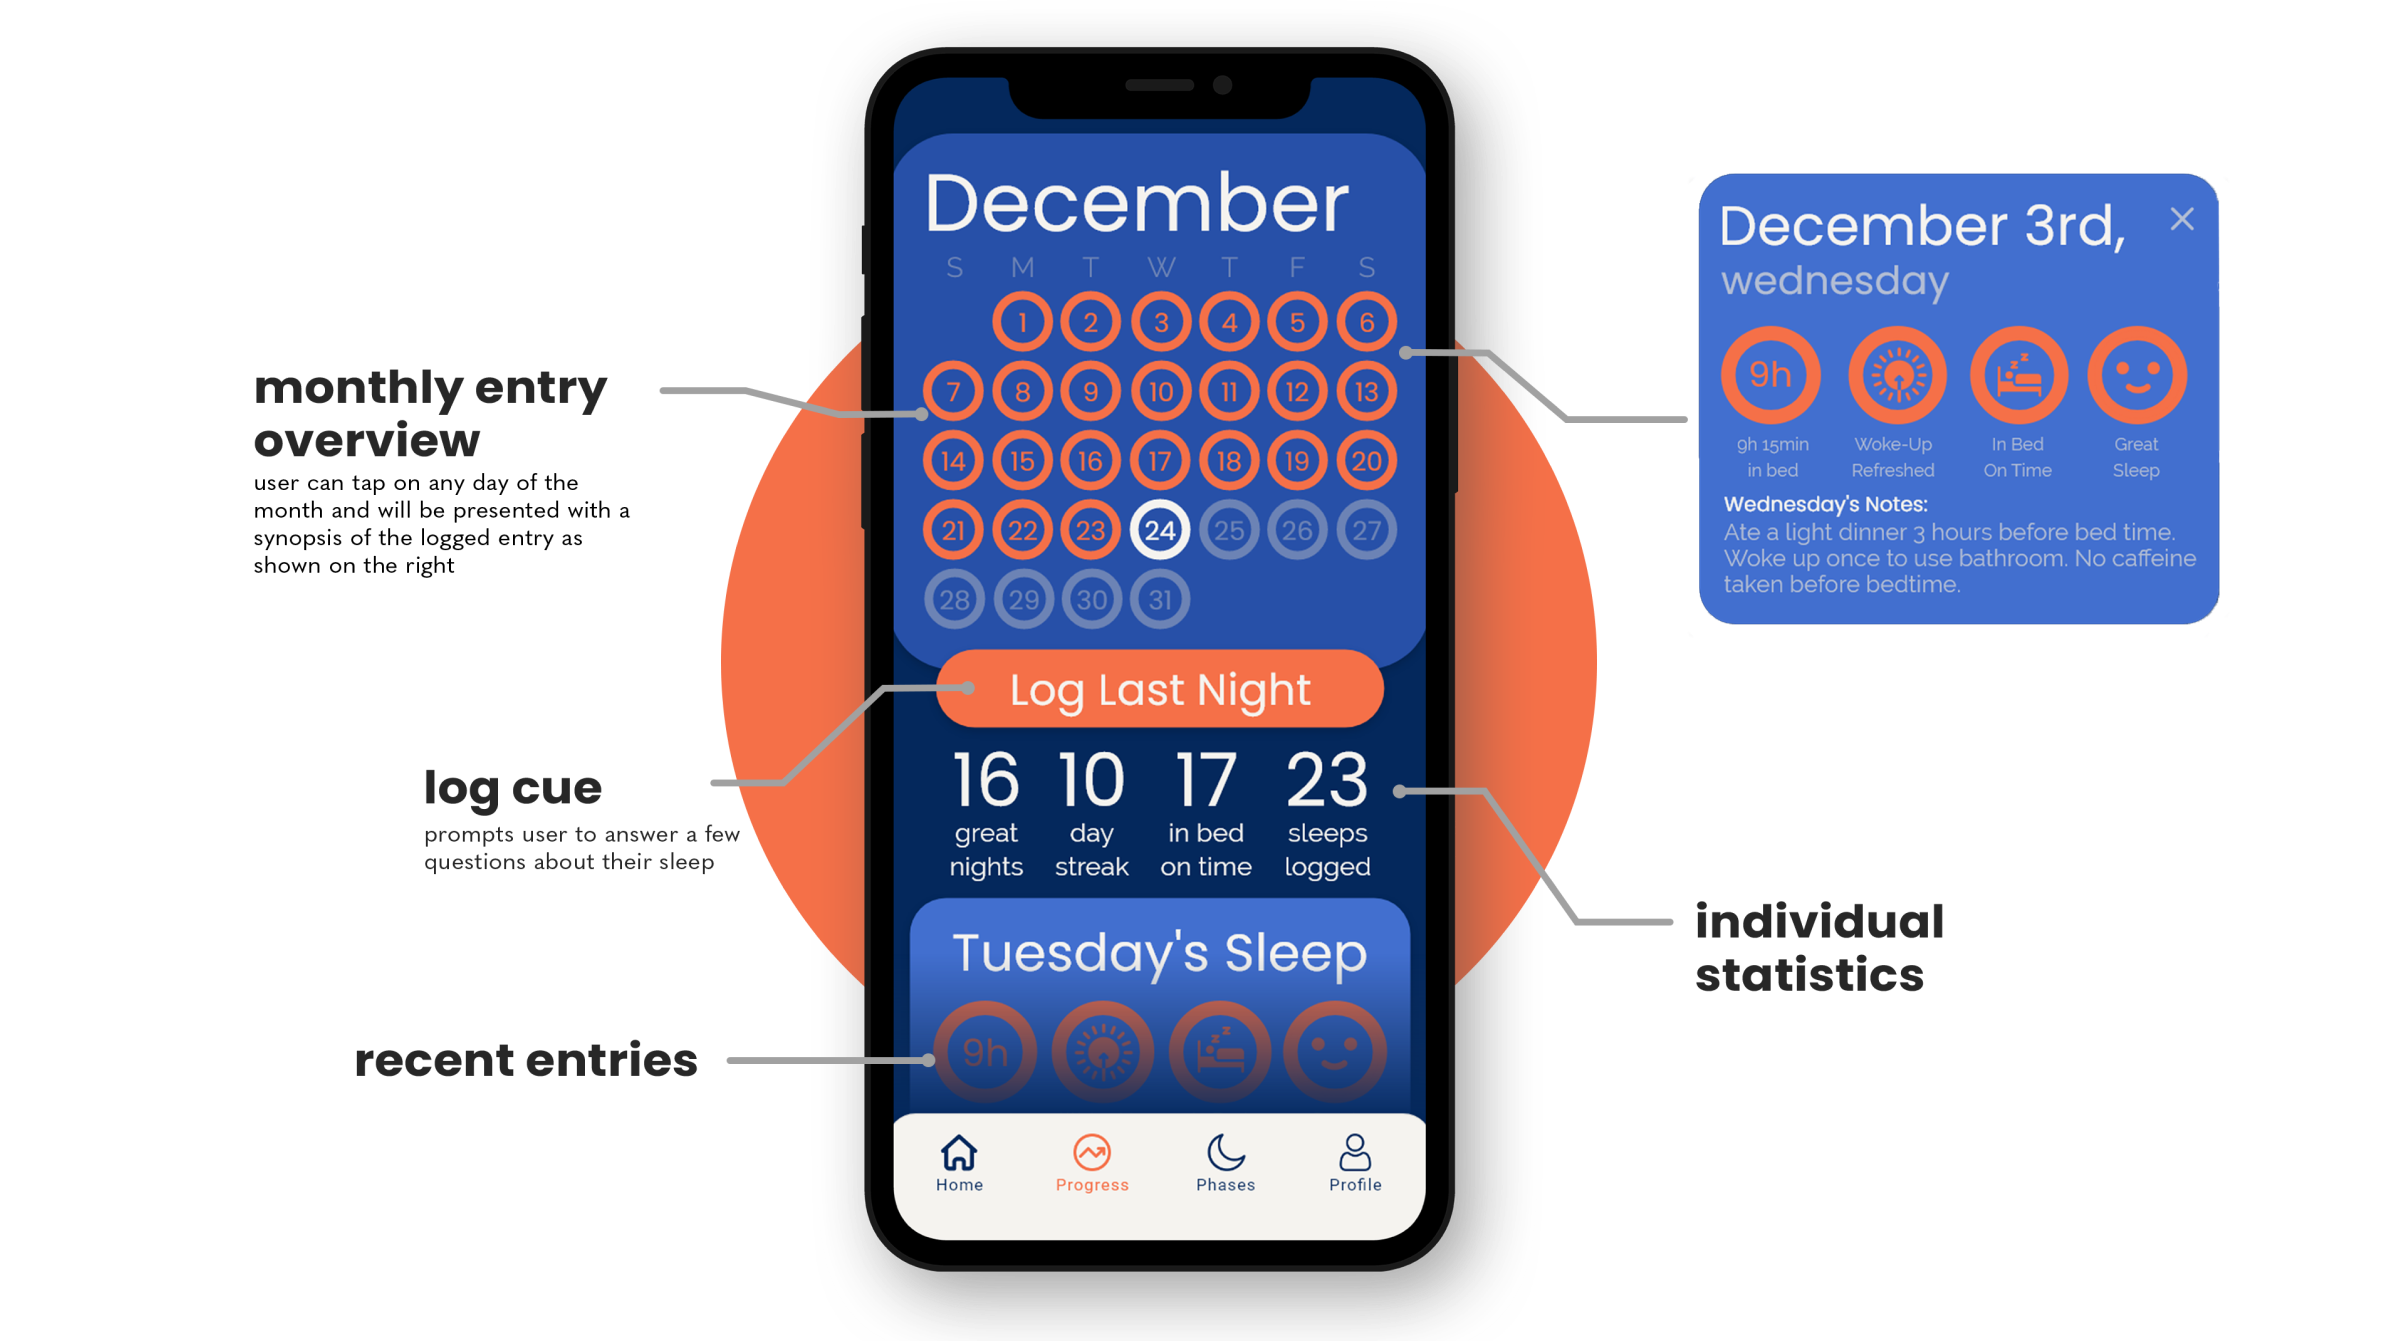 monthly entry
overview
user can tap on any day of the
month and will be presented with a
synopsis of the logged entry as
shown on the right
log cue
prompts user to answer a few
questions about their sleep
recent entries
December
S M T W T F S
1 2 3 4 5 6
7 8 9 10 11 12 13
14 15 16 17 18 19 20
21 22 23 24 25 26 27
28 29 30 31
Log Last Night
16 10 17 23
great day in bed sleeps
nights streak on time logged
Tuesday's Sleep
9h
Home Progress Phases Profile
December 3rd,
wednesday
9h
9h 15min Woke-Up In Bed Great
in bed Refreshed On Time Sleep
Wednesday's Notes:
Ate a light dinner 3 hours before bed time.
Woke up once to use bathroom. No caffeine
taken before bedtime.
individual
statistics